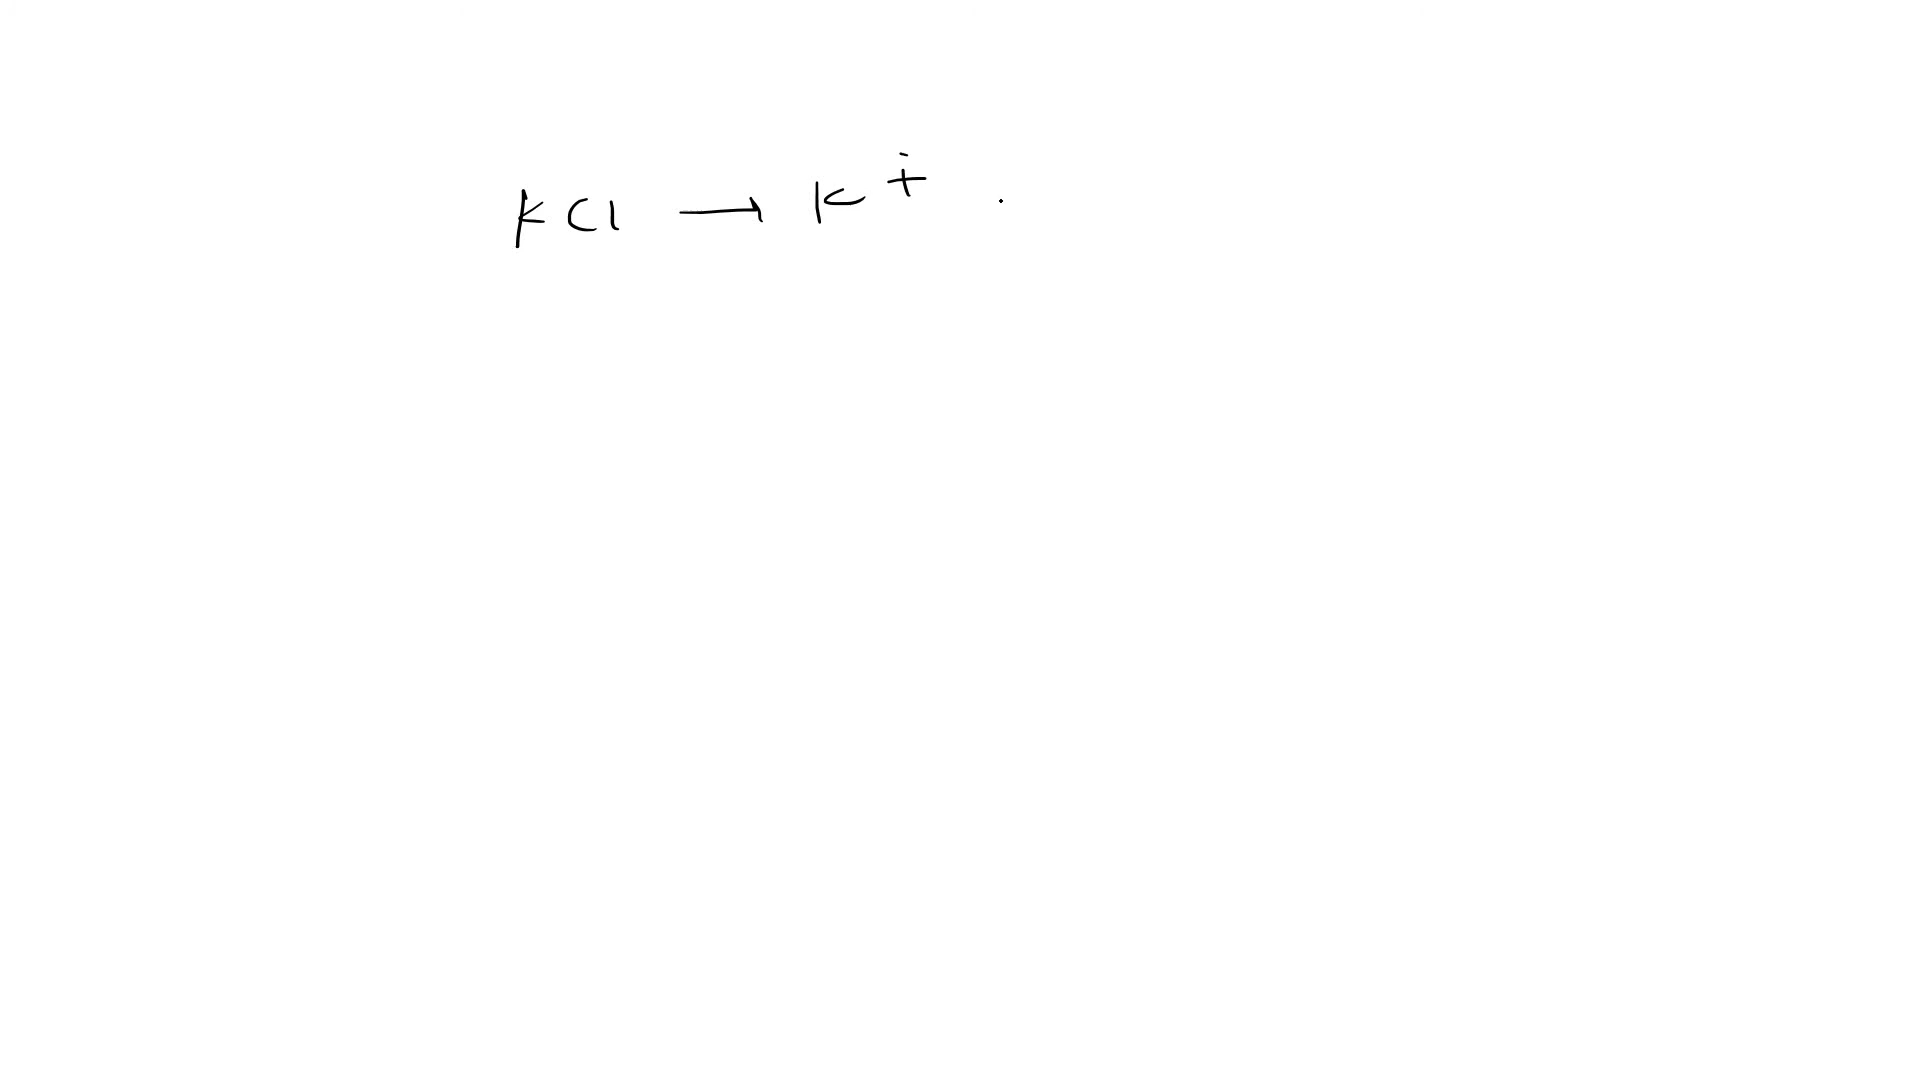 KCl → K⁺ .